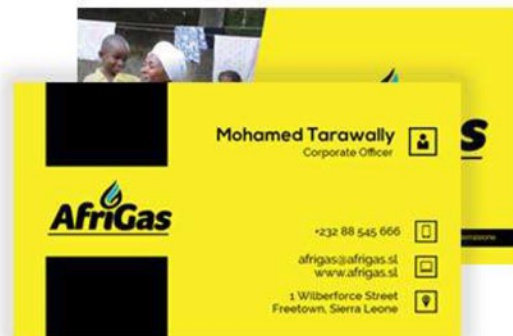 Mohamed Tarawally
Corporate Officer
AfriGas
+232 88 545 666
afrigas@afrigas.sl
www.afrigas.sl
1 Wilberforce Street
Freetown, Sierra Leone
s